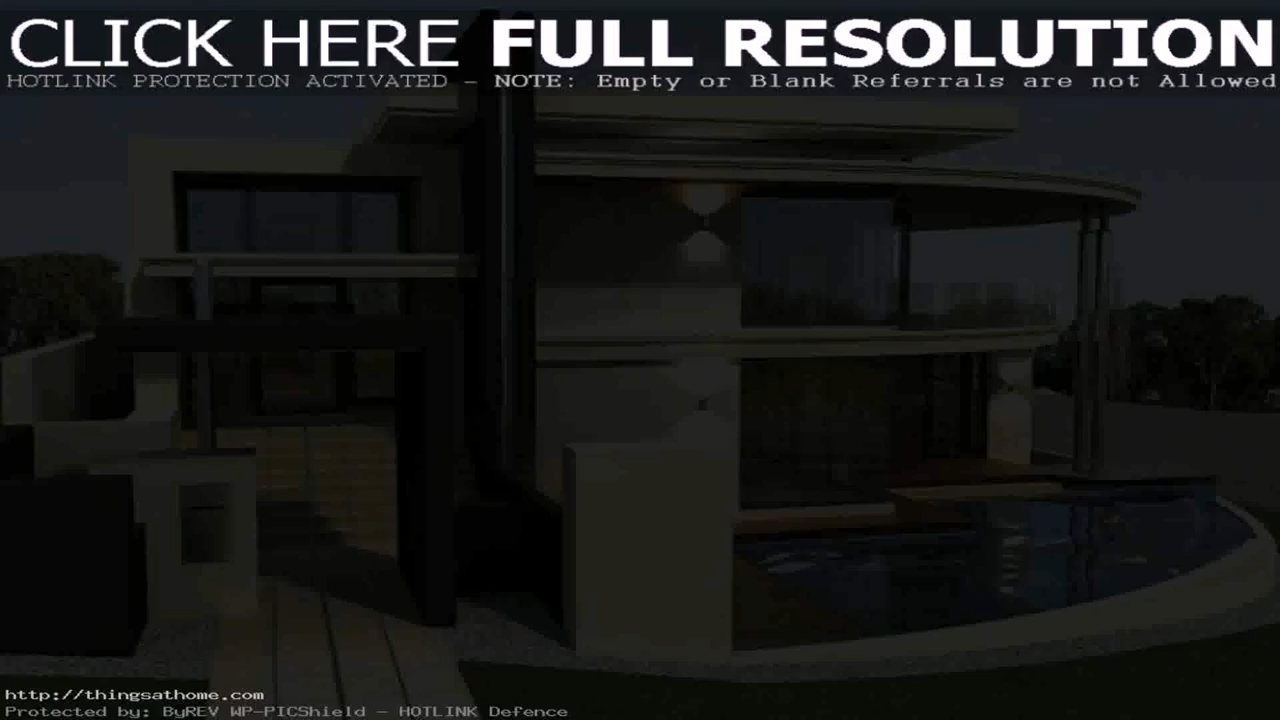 CLICK HERE FULL RESOLUTION
HOTLINK PROTECTION ACTIVATED - NOTE: Empty or Blank Referrals are not Allowed
http://thingsathome.com
Protected by: ByREV WP-PICShield - HOTLINK Defence